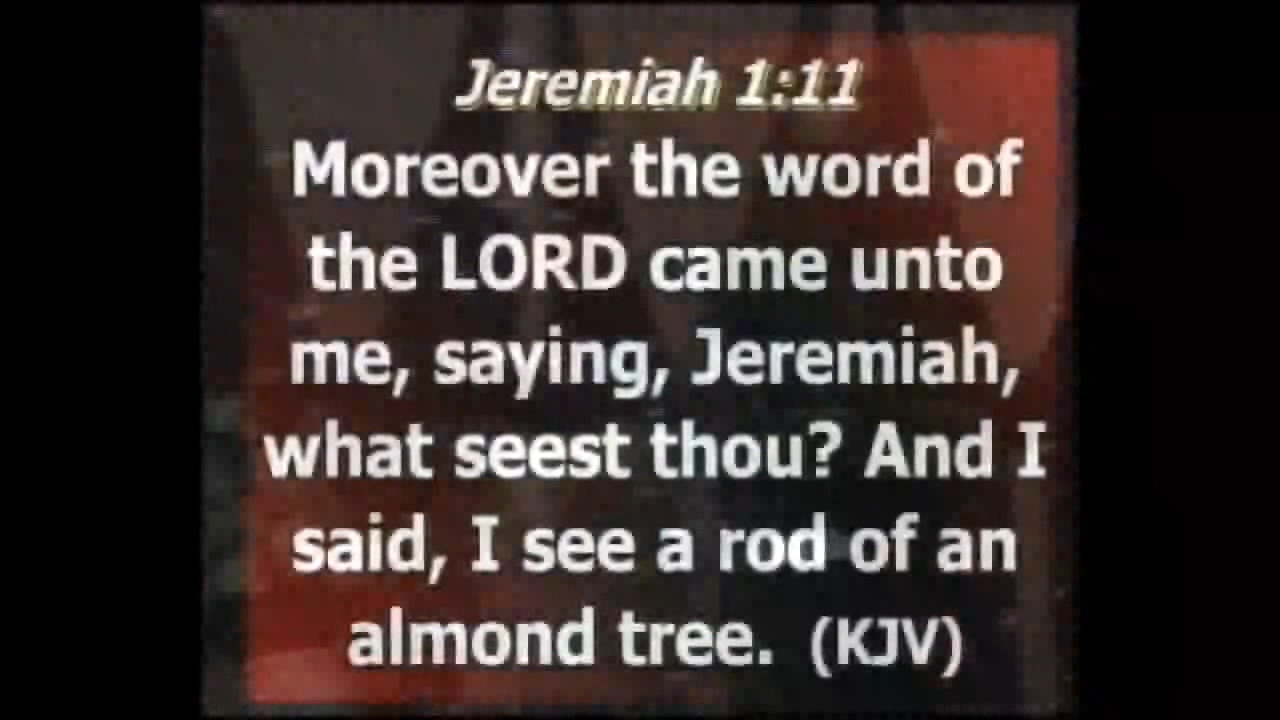 Jeremiah 1:11
Moreover the word of
the LORD came unto
me, saying, Jeremiah,
what seest thou? And I
said, I see a rod of an
almond tree. (KJV)